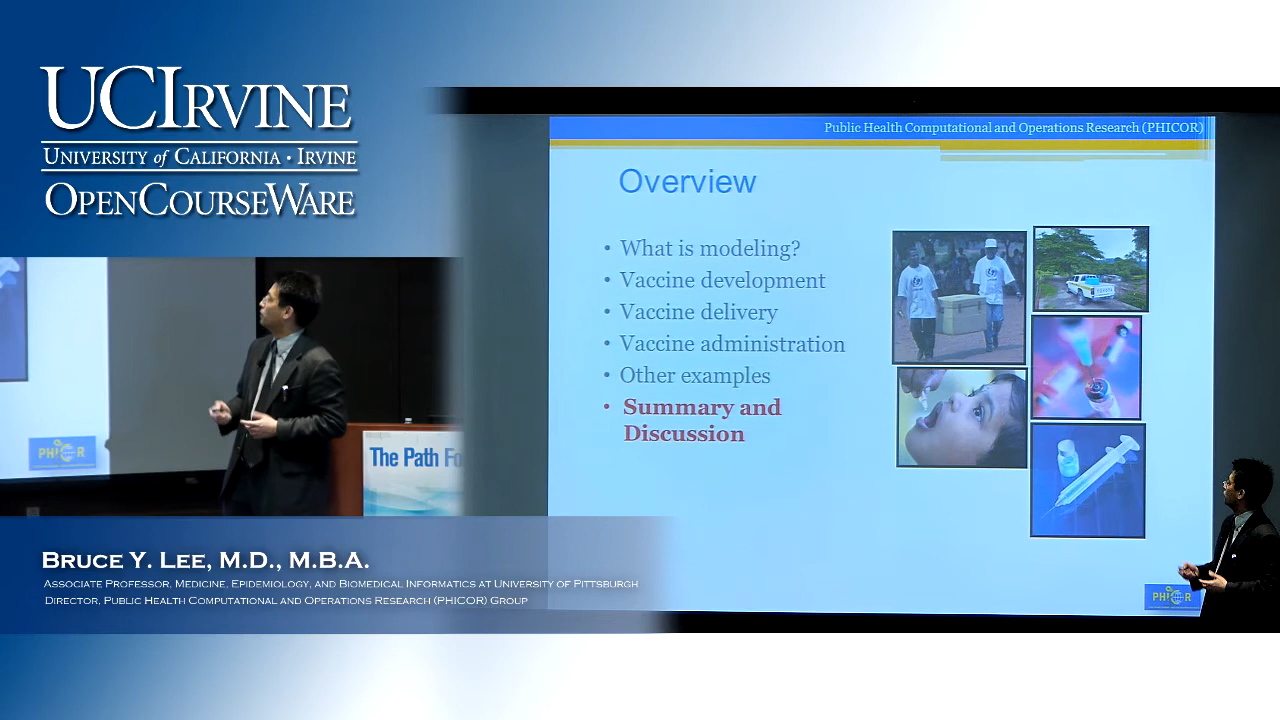 UCIRVINE
UNIVERSITY of CALIFORNIA · IRVINE
OPENCOURSEWARE
Public Health Computational and Operations Research (PHICOR)
Overview
• What is modeling?
• Vaccine development
• Vaccine delivery
• Vaccine administration
• Other examples
• Summary and
Discussion
PHICOR
The Path Fo
BRUCE Y. LEE, M.D., M.B.A.
ASSOCIATE PROFESSOR, MEDICINE, EPIDEMIOLOGY, AND BIOMEDICAL INFORMATICS AT UNIVERSITY OF PITTSBURGH
DIRECTOR, PUBLIC HEALTH COMPUTATIONAL AND OPERATIONS RESEARCH (PHICOR) GROUP
PHICOR